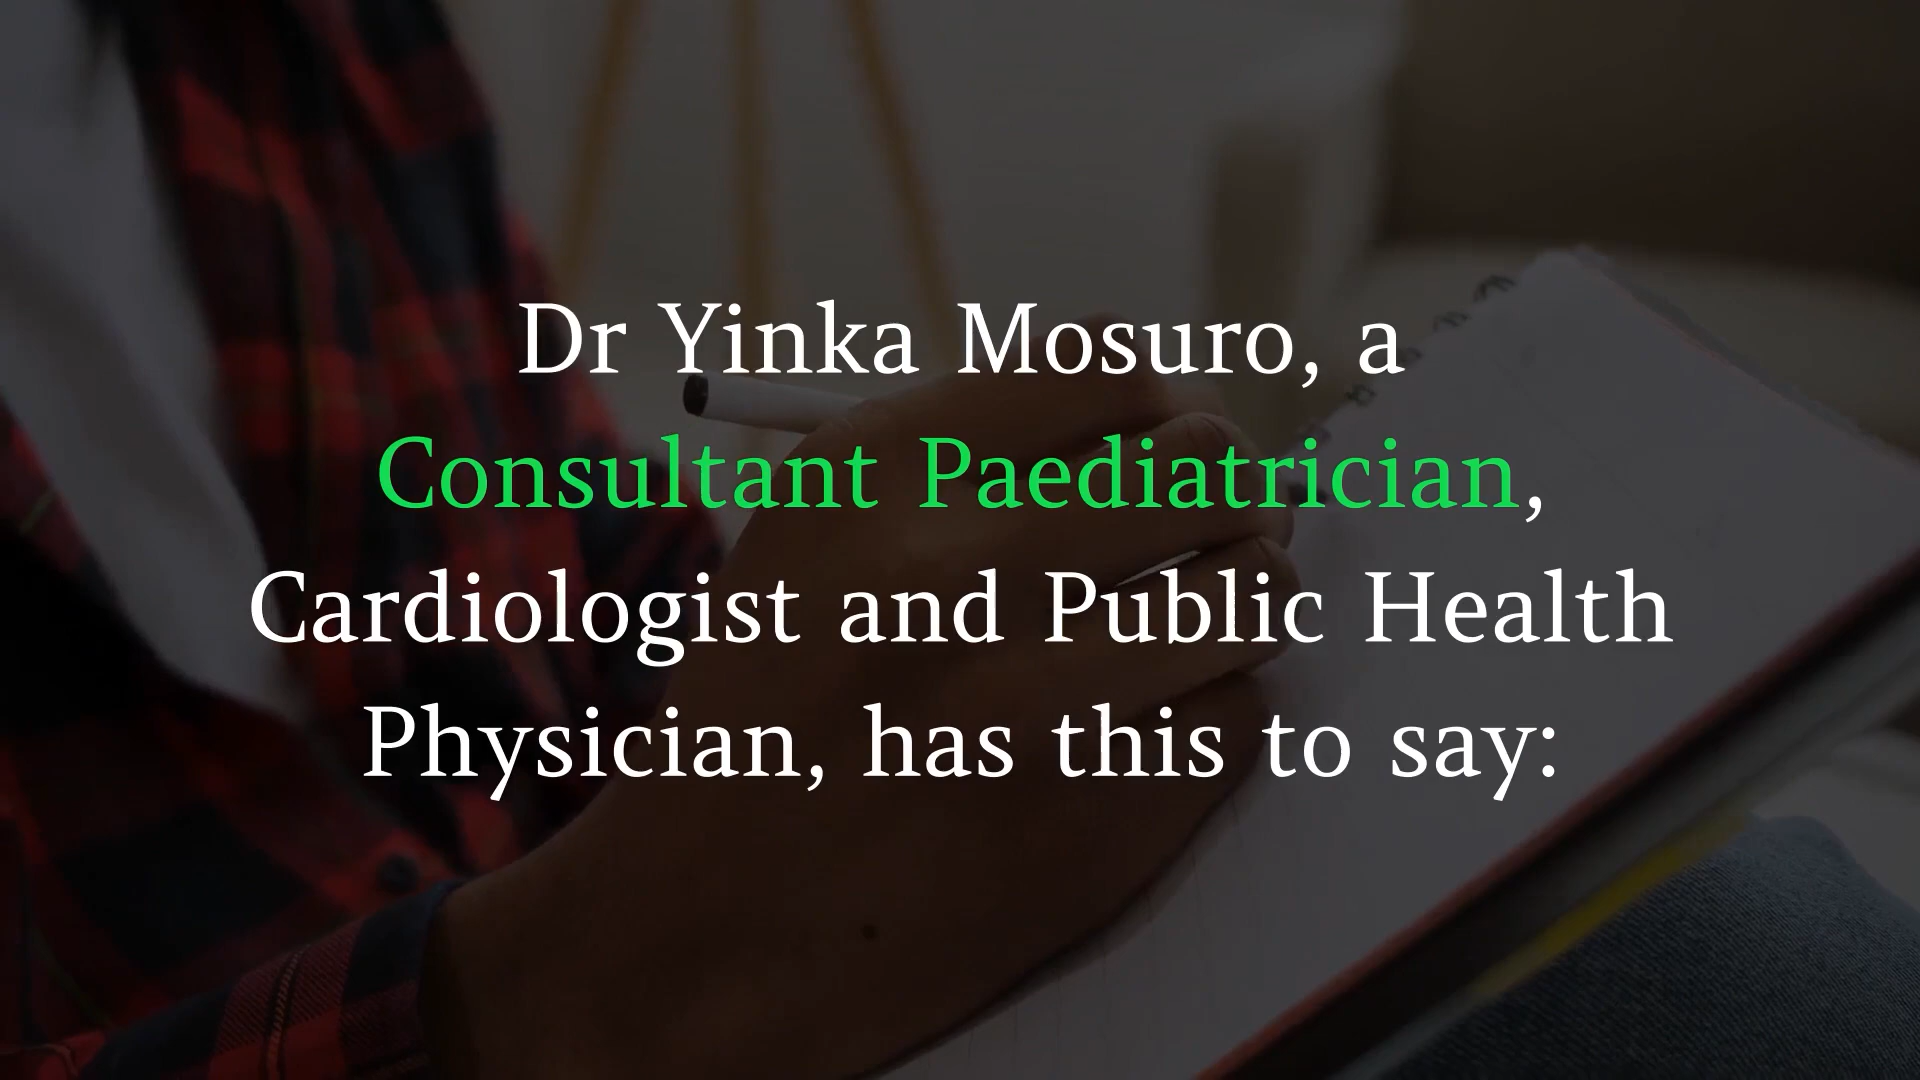 Dr Yinka Mosuro, a
Consultant Paediatrician,
Cardiologist and Public Health
Physician, has this to say: